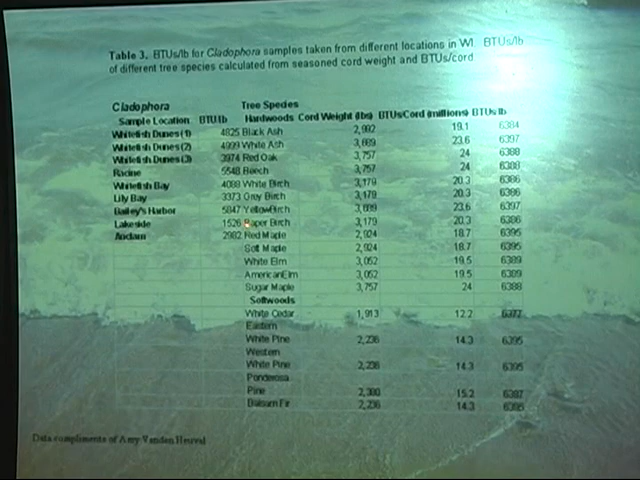 Table 3. BTUs/lb for Cladophora samples taken from different locations in WI. BTUs/lb
of different tree species calculated from seasoned cord weight and BTUs/cord
Cladophora Tree Species
Sample Location BTU/lb Hardwoods Cord Weight (lbs) BTUs/Cord (millions) BTUs/lb
Whitefish Dunes (1) 4825 Black Ash 2,992 19.1 6384
Whitefish Dunes (2) 4999 White Ash 3,689 23.6 6397
Whitefish Dunes (3) 3974 Red Oak 3,757 24 6388
Racine 5548 Beech 3,757 24 6388
Whitefish Bay 4088 White Birch 3,179 20.3 6386
Lily Bay 3373 Gray Birch 3,179 20.3 6386
Bailey's Harbor 5847 Yellow Birch 3,689 23.6 6397
Lakeside 1526 Paper Birch 3,179 20.3 6386
2982 Red Maple 2,924 18.7 6395
Soft Maple 2,924 18.7 6395
White Elm 3,052 19.5 6389
American Elm 3,052 19.5 6389
Sugar Maple 3,757 24 6388
Softwoods
White Cedar 1,913 12.2 6377
Eastern
White Pine 2,236 14.3 6395
Western
White Pine 2,236 14.3 6395
Ponderosa
Pine 2,380 15.2 6387
Balsam Fir 2,236 14.3 6395
Data compliments of Amy Vanden Heuvel